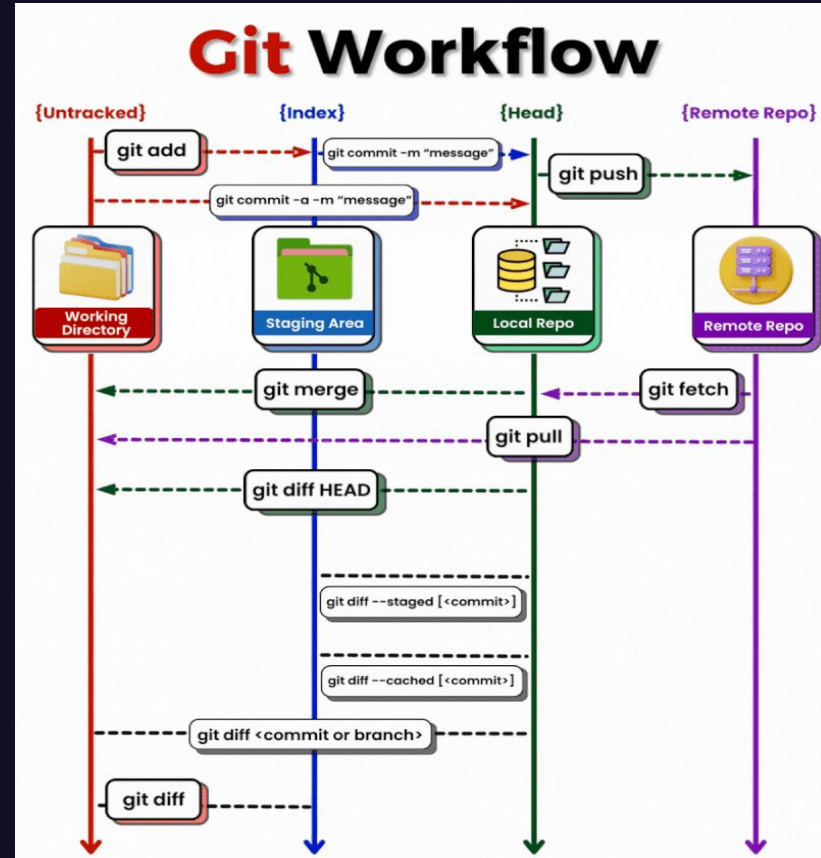 Git Workflow
{Untracked} {Index} {Head} {Remote Repo}
git add
git commit -m “message”
git push
git commit -a -m “message”
Working
Directory
Staging Area
Local Repo
Remote Repo
git merge
git fetch
git pull
git diff HEAD
git diff --staged [<commit>]
git diff --cached [<commit>]
git diff <commit or branch>
git diff